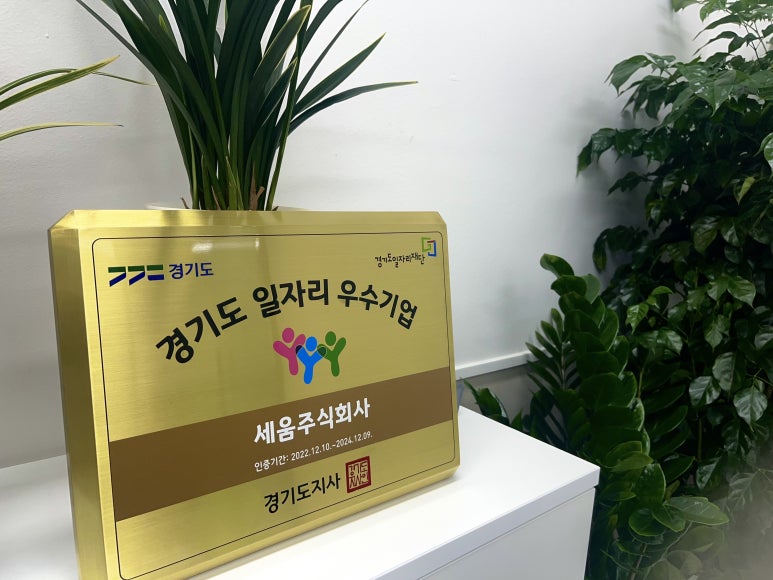 경기도
경기도일자리재단
경기도 일자리 우수기업
세움주식회사
인증기간: 2022.12.10.~2024.12.09.
경기도지사